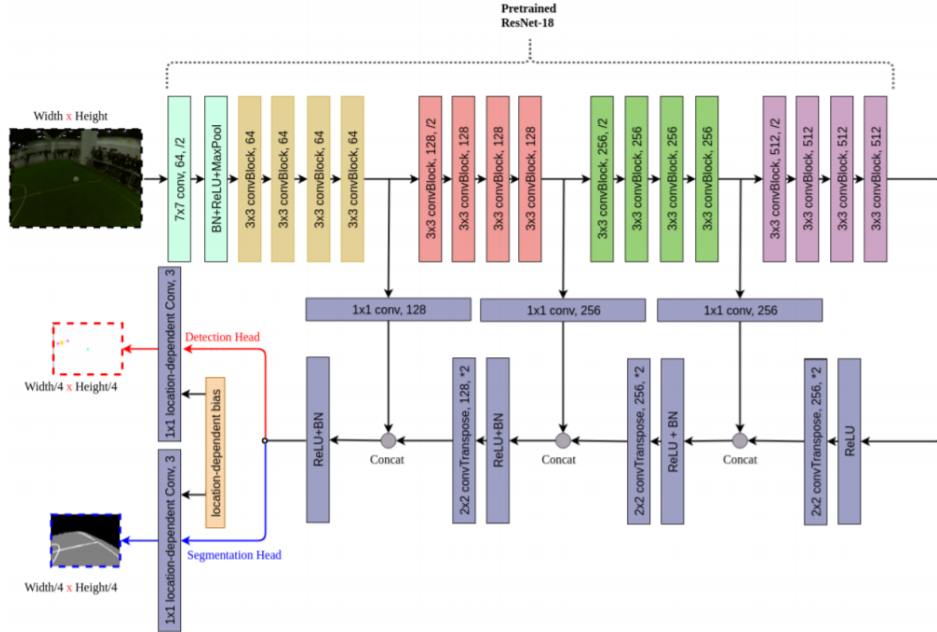 Pretrained
ResNet-18
Width x Height
7x7 conv, 64, /2
BN+ReLU+MaxPool
3x3 convBlock, 64
3x3 convBlock, 64
3x3 convBlock, 64
3x3 convBlock, 64
3x3 convBlock, 128, /2
3x3 convBlock, 128
3x3 convBlock, 128
3x3 convBlock, 128
3x3 convBlock, 256, /2
3x3 convBlock, 256
3x3 convBlock, 256
3x3 convBlock, 256
3x3 convBlock, 512, /2
3x3 convBlock, 512
3x3 convBlock, 512
3x3 convBlock, 512
1x1 conv, 128
1x1 conv, 256
1x1 conv, 256
1x1 location-dependent Conv, 3
Detection Head
Width/4 x Height/4
location-dependent bias
ReLU+BN
Concat
2x2 convTranspose, 128, *2
ReLU+BN
Concat
2x2 convTranspose, 256, *2
ReLU + BN
Concat
2x2 convTranspose, 256, *2
ReLU
1x1 location-dependent Conv, 3
Segmentation Head
Width/4 x Height/4